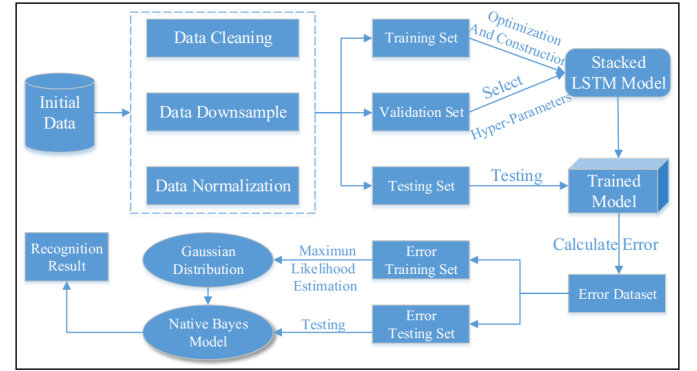 Initial
Data
Data Cleaning
Data Downsample
Data Normalization
Training Set
Validation Set
Testing Set
Optimization
And Construction
Select
Hyper-Parameters
Testing
Stacked
LSTM Model
Trained
Model
Calculate Error
Error Dataset
Error
Training Set
Error
Testing Set
Maximun
Likelihood
Estimation
Testing
Gaussian
Distribution
Native Bayes
Model
Recognition
Result